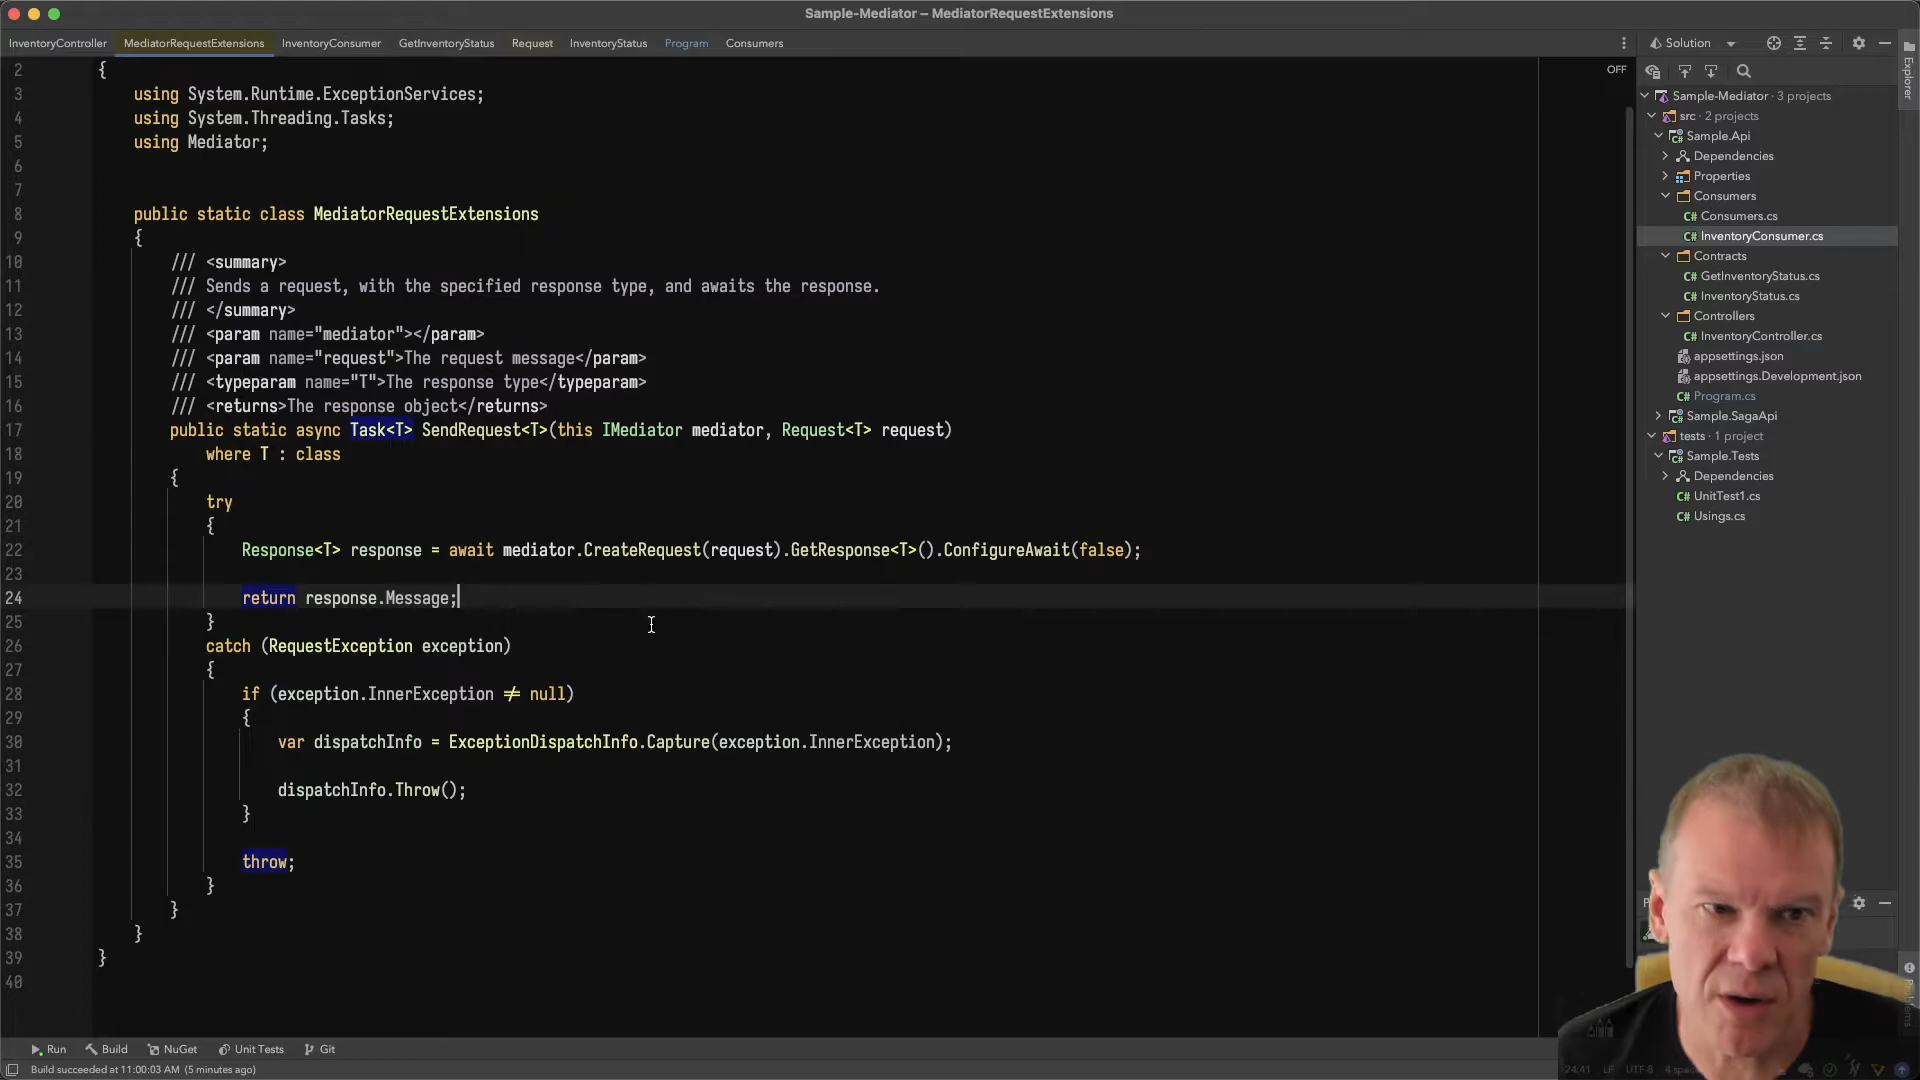 Sample-Mediator – MediatorRequestExtensions
InventoryController MediatorRequestExtensions InventoryConsumer GetInventoryStatus Request InventoryStatus Program Consumers
Solution
Explorer
OFF
2 {
3 using System.Runtime.ExceptionServices;
4 using System.Threading.Tasks;
5 using Mediator;
6
7
8 public static class MediatorRequestExtensions
9 {
10 /// <summary>
11 /// Sends a request, with the specified response type, and awaits the response.
12 /// </summary>
13 /// <param name="mediator"></param>
14 /// <param name="request">The request message</param>
15 /// <typeparam name="T">The response type</typeparam>
16 /// <returns>The response object</returns>
17 public static async Task<T> SendRequest<T>(this IMediator mediator, Request<T> request)
18 where T : class
19 {
20 try
21 {
22 Response<T> response = await mediator.CreateRequest(request).GetResponse<T>().ConfigureAwait(false);
23
24 return response.Message;
25 }
26 catch (RequestException exception)
27 {
28 if (exception.InnerException ≠ null)
29 {
30 var dispatchInfo = ExceptionDispatchInfo.Capture(exception.InnerException);
31
32 dispatchInfo.Throw();
33 }
34
35 throw;
36 }
37 }
38 }
39 }
40
Sample-Mediator · 3 projects
src · 2 projects
Sample.Api
Dependencies
Properties
Consumers
C# Consumers.cs
C# InventoryConsumer.cs
Contracts
C# GetInventoryStatus.cs
C# InventoryStatus.cs
Controllers
C# InventoryController.cs
appsettings.json
appsettings.Development.json
C# Program.cs
Sample.SagaApi
tests · 1 project
Sample.Tests
Dependencies
C# UnitTest1.cs
C# Usings.cs
Problems
Run Build NuGet Unit Tests Git
Build succeeded at 11:00:03 AM (5 minutes ago)
24:41 LF UTF-8 4